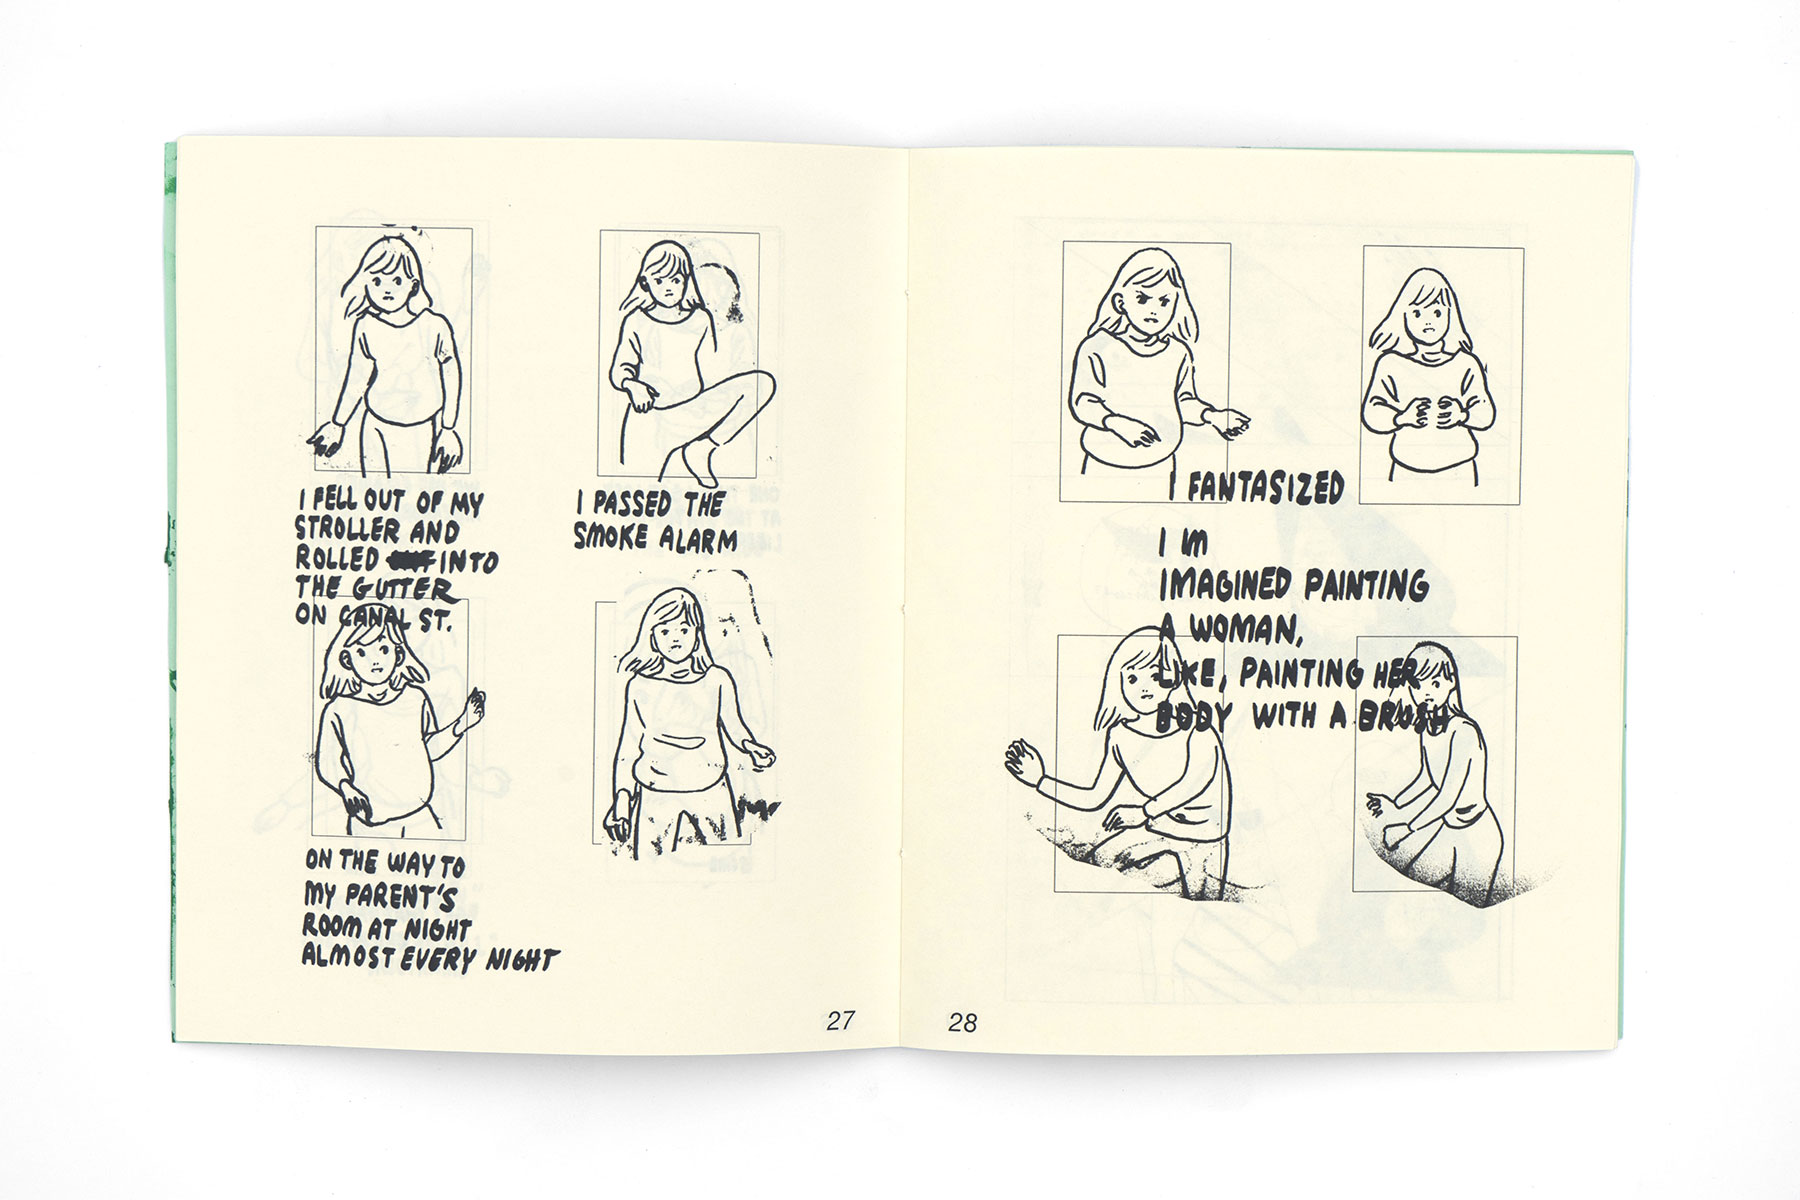 I FELL OUT OF MY
STROLLER AND
ROLLED INTO
THE GUTTER
ON CANAL ST.
I PASSED THE
SMOKE ALARM
ON THE WAY TO
MY PARENT'S
ROOM AT NIGHT
ALMOST EVERY NIGHT
27
I FANTASIZED
I IM
IMAGINED PAINTING
A WOMAN,
LIKE, PAINTING HER
BODY WITH A BRUSH
28